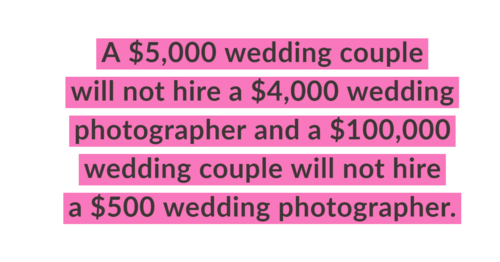 A $5,000 wedding couple
will not hire a $4,000 wedding
photographer and a $100,000
wedding couple will not hire
a $500 wedding photographer.